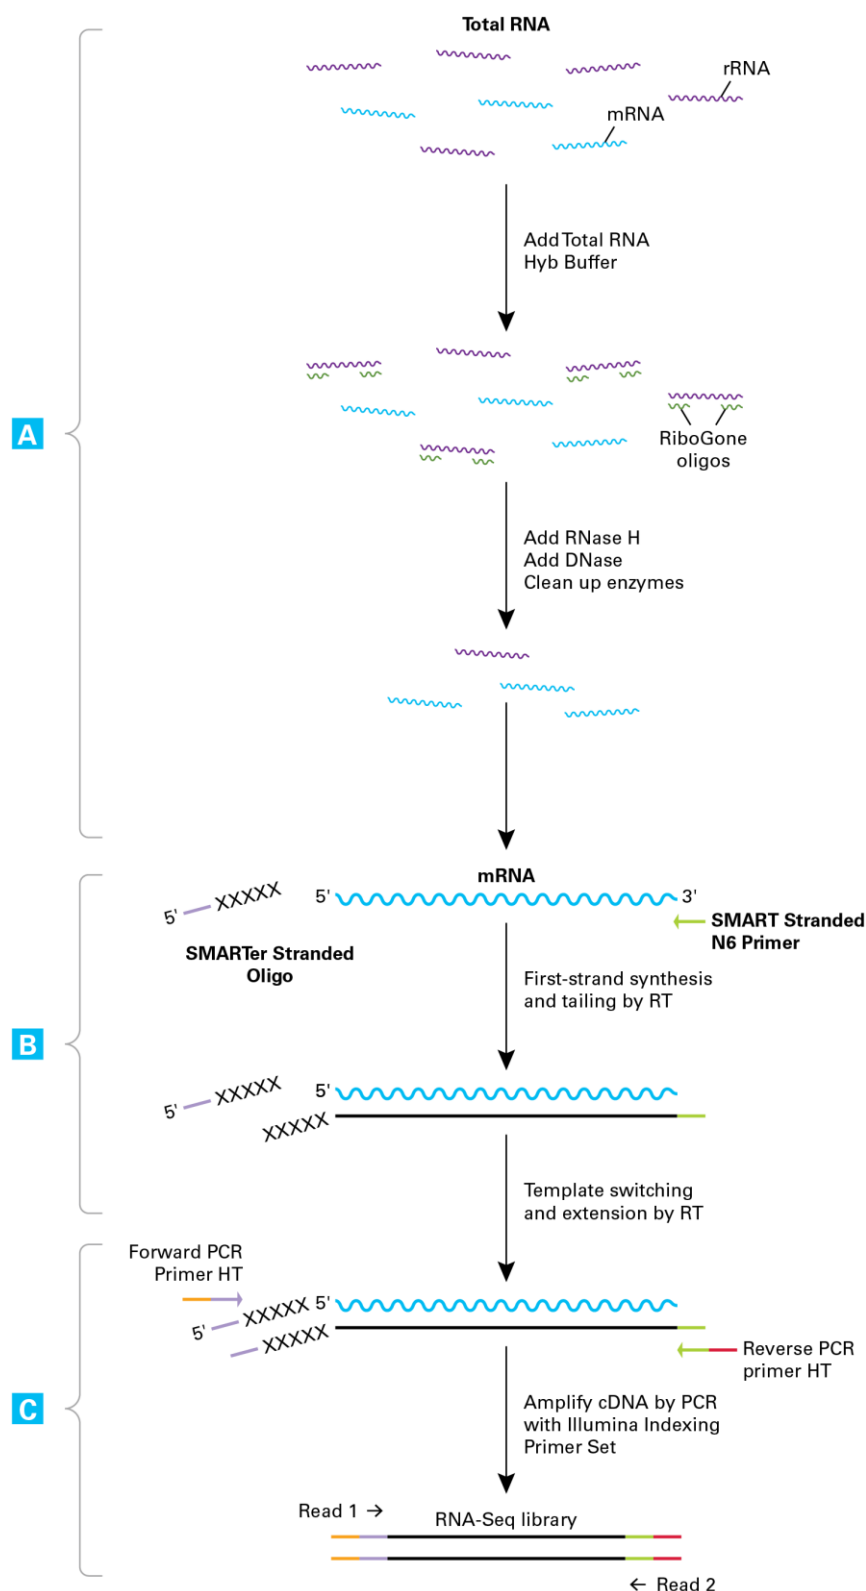 Total RNA
rRNA
mRNA
Add Total RNA
Hyb Buffer
A
RiboGone
oligos
Add RNase H
Add DNase
Clean up enzymes
mRNA
5' XXXXX
5'
3'
SMART Stranded
N6 Primer
SMARTer Stranded
Oligo
First-strand synthesis
and tailing by RT
B
5' XXXXX
5'
XXXXX
Template switching
and extension by RT
Forward PCR
Primer HT
5' XXXXX
5'
XXXXX
Reverse PCR
primer HT
C
Amplify cDNA by PCR
with Illumina Indexing
Primer Set
Read 1 →
RNA-Seq library
← Read 2